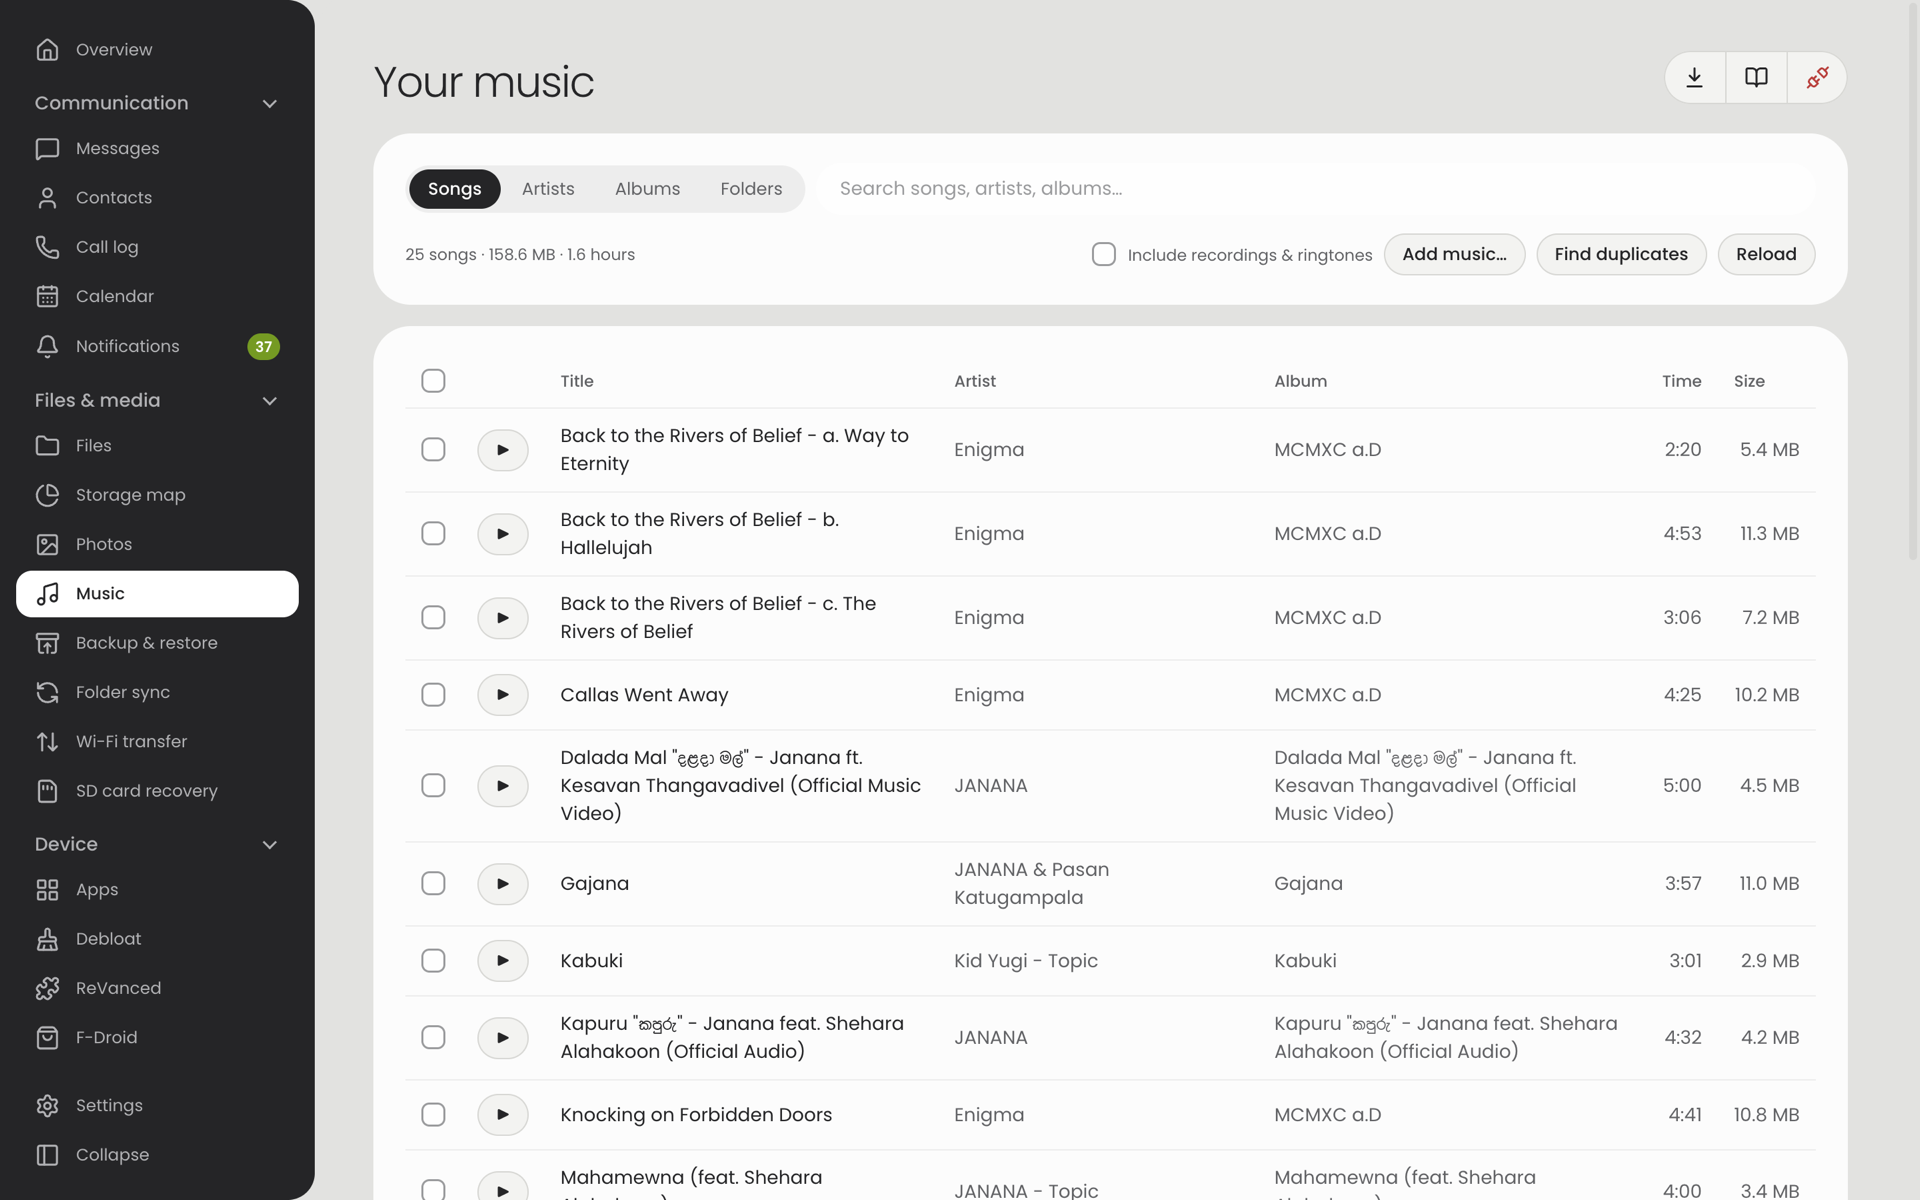 Overview
Communication
Messages
Contacts
Call log
Calendar
Notifications 37
Files & media
Files
Storage map
Photos
Music
Backup & restore
Folder sync
Wi-Fi transfer
SD card recovery
Device
Apps
Debloat
ReVanced
F-Droid
Settings
Collapse
Your music
Songs Artists Albums Folders Search songs, artists, albums...
25 songs · 158.6 MB · 1.6 hours Include recordings & ringtones Add music... Find duplicates Reload
Title Artist Album Time Size
Back to the Rivers of Belief - a. Way to
Eternity
Enigma MCMXC a.D 2:20 5.4 MB
Back to the Rivers of Belief - b.
Hallelujah
Enigma MCMXC a.D 4:53 11.3 MB
Back to the Rivers of Belief - c. The
Rivers of Belief
Enigma MCMXC a.D 3:06 7.2 MB
Callas Went Away Enigma MCMXC a.D 4:25 10.2 MB
Dalada Mal "දළදා මල්" - Janana ft.
Kesavan Thangavadivel (Official Music
Video)
JANANA
Dalada Mal "දළදා මල්" - Janana ft.
Kesavan Thangavadivel (Official
Music Video)
5:00 4.5 MB
Gajana
JANANA & Pasan
Katugampala
Gajana 3:57 11.0 MB
Kabuki Kid Yugi - Topic Kabuki 3:01 2.9 MB
Kapuru "කපුරු" - Janana feat. Shehara
Alahakoon (Official Audio)
JANANA
Kapuru "කපුරු" - Janana feat. Shehara
Alahakoon (Official Audio)
4:32 4.2 MB
Knocking on Forbidden Doors Enigma MCMXC a.D 4:41 10.8 MB
Mahamewna (feat. Shehara
JANANA - Topic
Mahamewna (feat. Shehara
4:00 3.4 MB